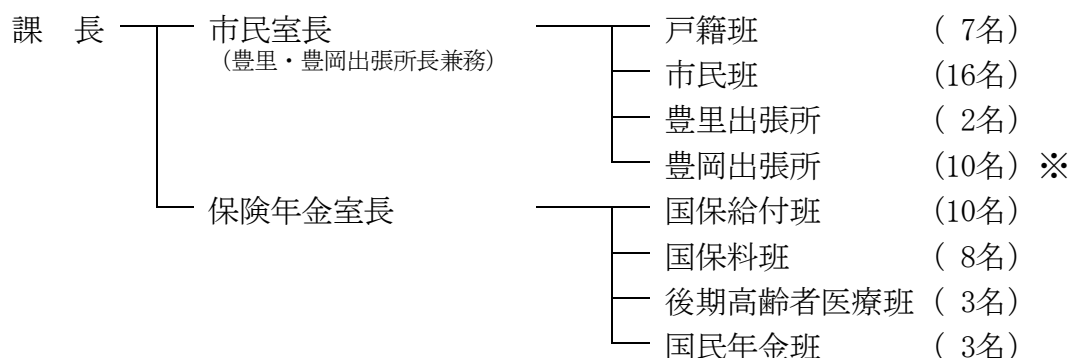 課　長　市民室長　戸籍班　( 7名)
(豊里・豊岡出張所長兼務)
市民班　(16名)
豊里出張所　( 2名)
豊岡出張所　(10名) ※
保険年金室長　国保給付班　(10名)
国保料班　( 8名)
後期高齢者医療班 ( 3名)
国民年金班　( 3名)